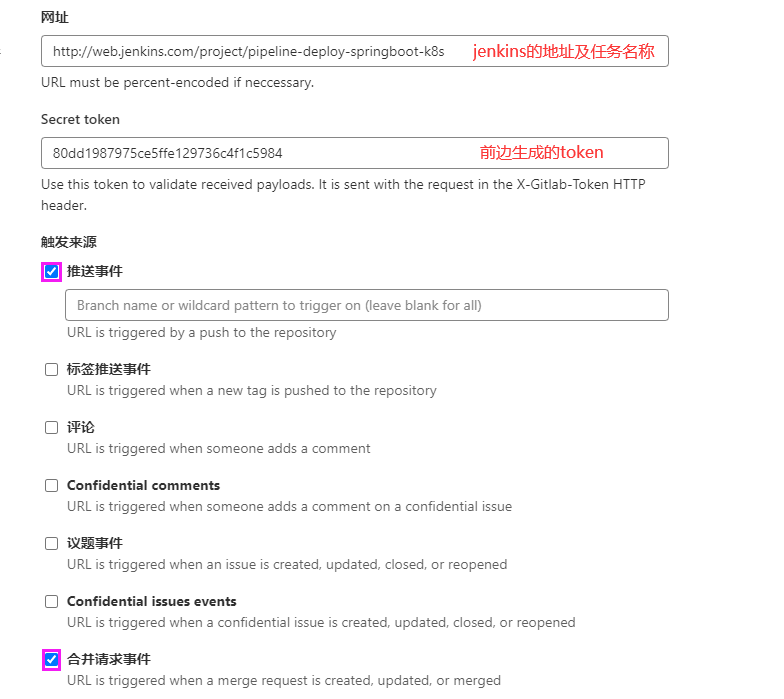 网址
http://web.jenkins.com/project/pipeline-deploy-springboot-k8s jenkins的地址及任务名称
URL must be percent-encoded if neccessary.
Secret token
80dd1987975ce5ffe129736c4f1c5984 前边生成的token
Use this token to validate received payloads. It is sent with the request in the X-Gitlab-Token HTTP
header.
触发来源
推送事件
Branch name or wildcard pattern to trigger on (leave blank for all)
URL is triggered by a push to the repository
标签推送事件
URL is triggered when a new tag is pushed to the repository
评论
URL is triggered when someone adds a comment
Confidential comments
URL is triggered when someone adds a comment on a confidential issue
议题事件
URL is triggered when an issue is created, updated, closed, or reopened
Confidential issues events
URL is triggered when a confidential issue is created, updated, closed, or reopened
合并请求事件
URL is triggered when a merge request is created, updated, or merged